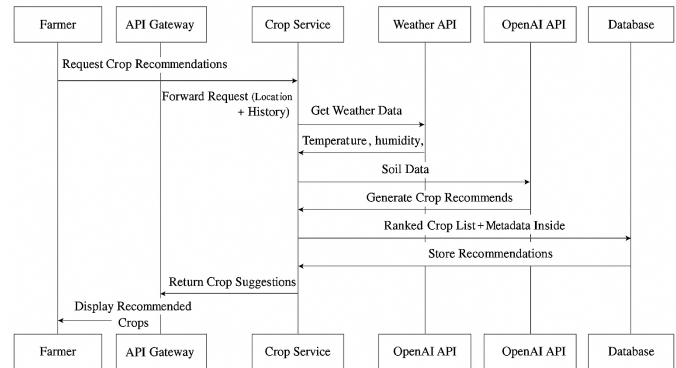 Farmer
API Gateway
Crop Service
Weather API
OpenAI API
Database
Request Crop Recommendations
Forward Request (Location
+ History)
Get Weather Data
Temperature, humidity,
Soil Data
Generate Crop Recommends
Ranked Crop List + Metadata Inside
Store Recommendations
Return Crop Suggestions
Display Recommended
Crops
Farmer
API Gateway
Crop Service
OpenAI API
OpenAI API
Database